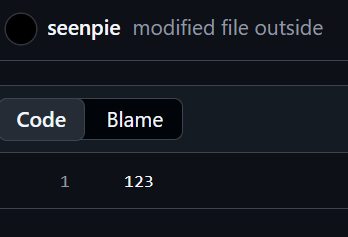 seenpie modified file outside
Code Blame
1 123